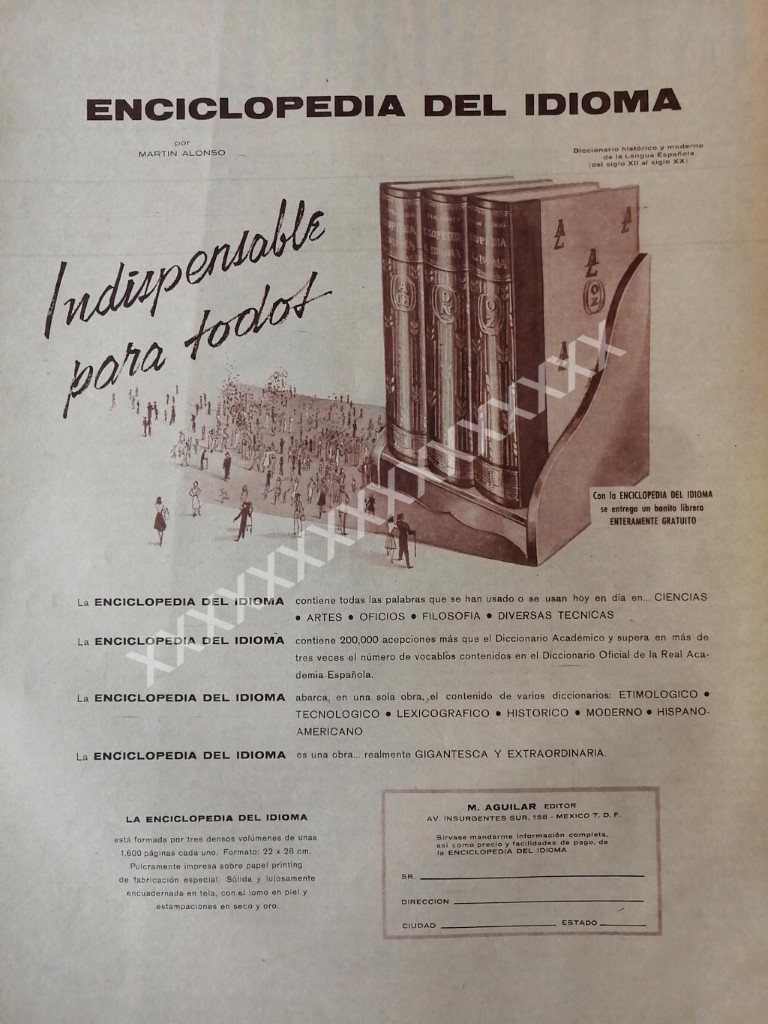 ENCICLOPEDIA DEL IDIOMA
por
MARTIN ALONSO
Diccionario histórico y moderno
de la Lengua Española
(del siglo XII al siglo XX)
Indispensable
para todos
Con la ENCICLOPEDIA DEL IDIOMA
se entrega un bonito librero
ENTERAMENTE GRATUITO
XXXXXXXXXXXXXXXXXXXX
La ENCICLOPEDIA DEL IDIOMA contiene todas las palabras que se han usado o se usan hoy en día en... CIENCIAS
• ARTES • OFICIOS • FILOSOFIA • DIVERSAS TECNICAS
La ENCICLOPEDIA DEL IDIOMA contiene 200,000 acepciones más que el Diccionario Académico y supera en más de
tres veces el número de vocablos contenidos en el Diccionario Oficial de la Real Aca-
demia Española.
La ENCICLOPEDIA DEL IDIOMA abarca, en una sola obra, el contenido de varios diccionarios: ETIMOLOGICO •
TECNOLOGICO • LEXICOGRAFICO • HISTORICO • MODERNO • HISPANO-
AMERICANO
La ENCICLOPEDIA DEL IDIOMA es una obra... realmente GIGANTESCA Y EXTRAORDINARIA.
LA ENCICLOPEDIA DEL IDIOMA
está formada por tres densos volúmenes de unas
1,600 páginas cada uno. Formato: 22 x 28 cm.
Pulcramente impresa sobre papel printing
de fabricación especial. Sólida y lujosamente
encuadernada en tela, con el lomo en piel y
estampaciones en seco y oro.
M. AGUILAR EDITOR
AV. INSURGENTES SUR, 158 - MEXICO 7, D. F.
Sírvase mandarme información completa,
así como precio y facilidades de pago, de
la ENCICLOPEDIA DEL IDIOMA
SR.
DIRECCION
CIUDAD ESTADO